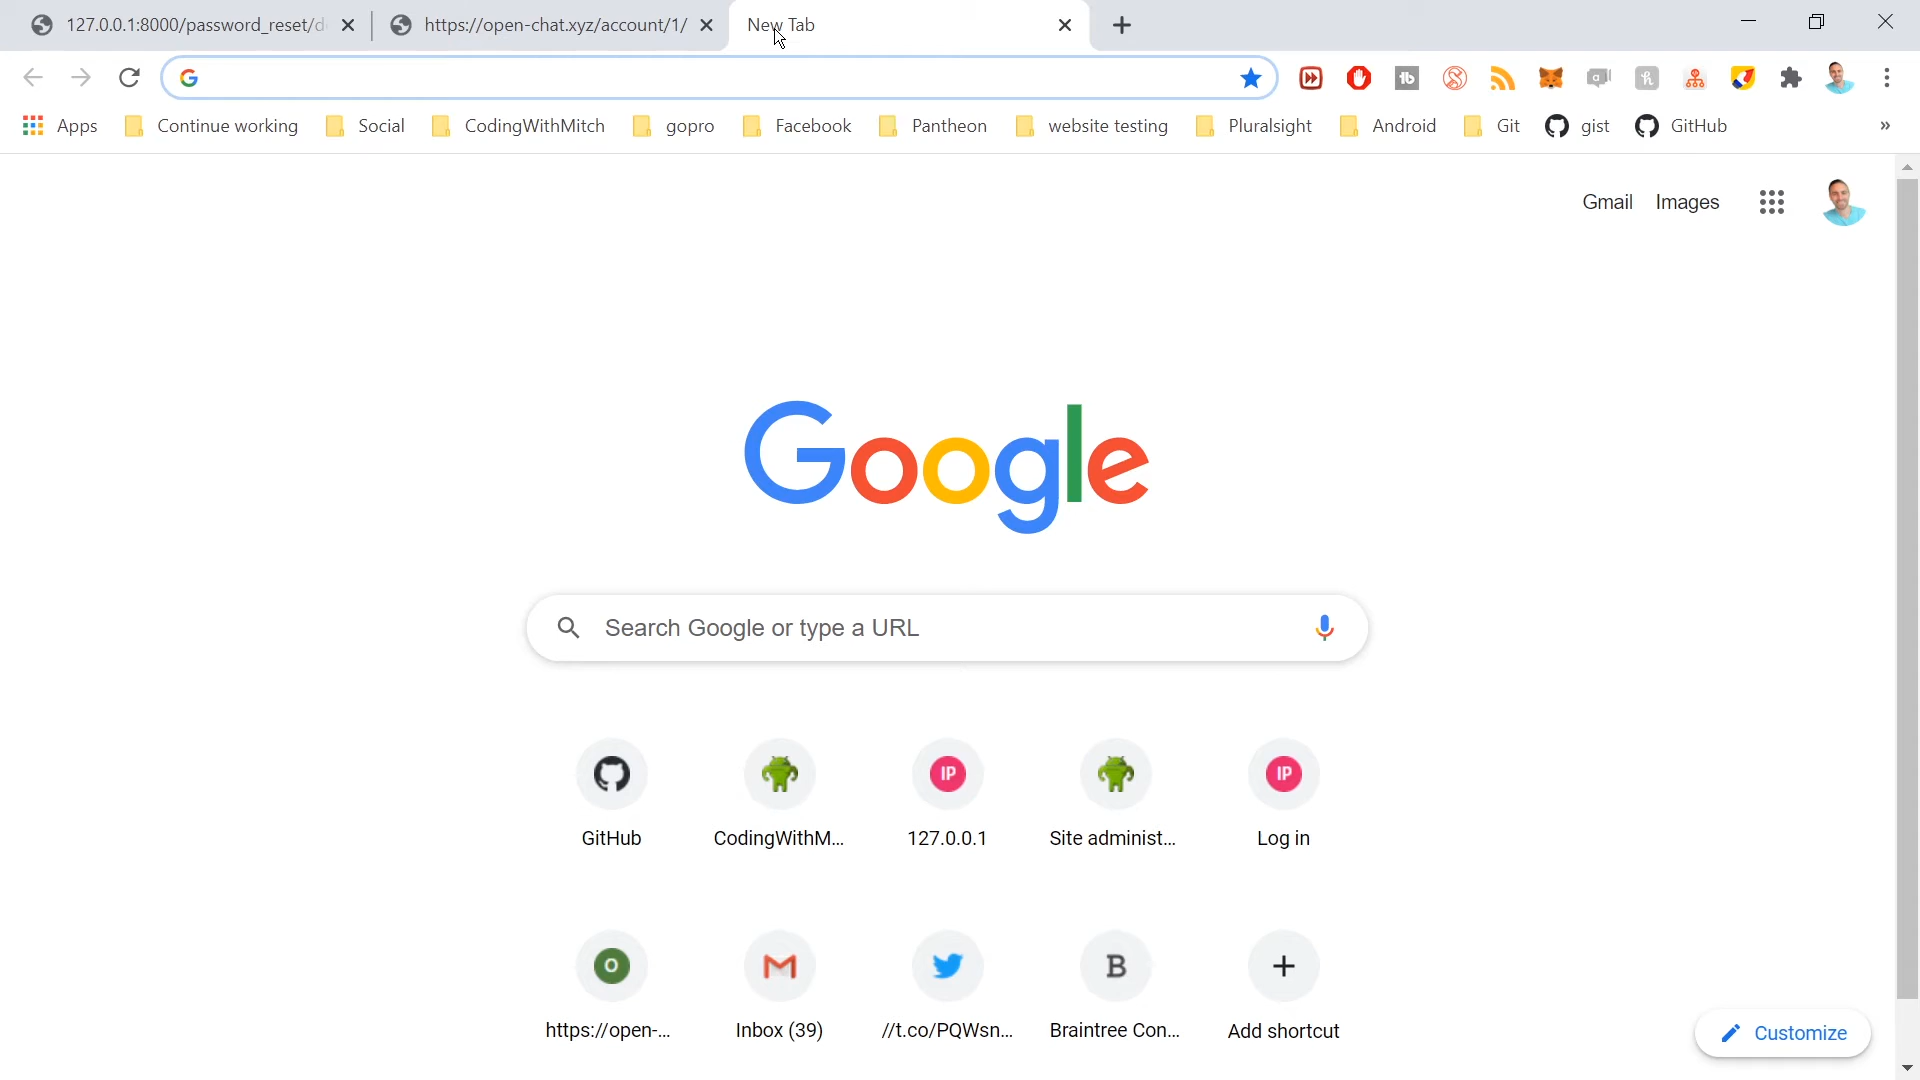 127.0.0.1:8000/password_reset/d
https://open-chat.xyz/account/1/
New Tab
Apps
Continue working
Social
CodingWithMitch
gopro
Facebook
Pantheon
website testing
Pluralsight
Android
Git
gist
GitHub
»
Gmail
Images
Google
Search Google or type a URL
GitHub
CodingWithM...
127.0.0.1
Site administ...
Log in
https://open-...
Inbox (39)
//t.co/PQWsn...
Braintree Con...
Add shortcut
Customize